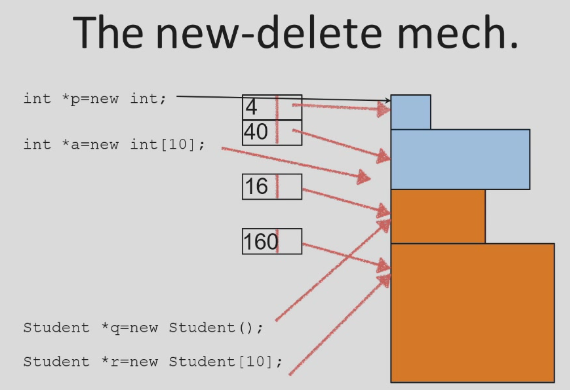 The new-delete mech.
int *p=new int;
4
40
int *a=new int[10];
16
160
Student *q=new Student();
Student *r=new Student[10];